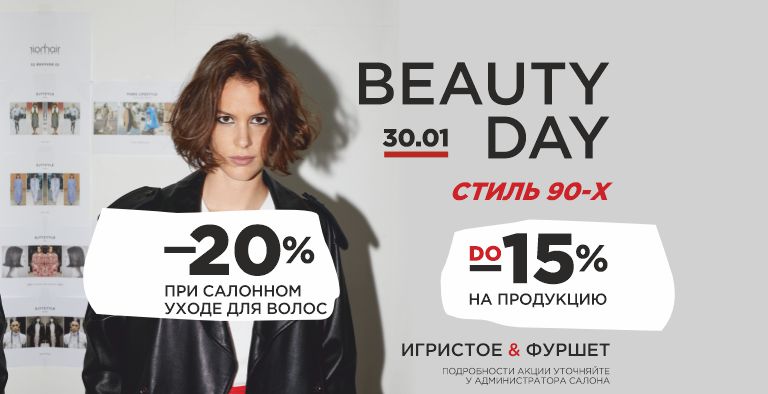 BEAUTY
30.01 DAY
СТИЛЬ 90-Х
–20%
ПРИ САЛОННОМ
УХОДЕ ДЛЯ ВОЛОС
DO –15%
НА ПРОДУКЦИЮ
ИГРИСТОЕ & ФУРШЕТ
ПОДРОБНОСТИ АКЦИИ УТОЧНЯЙТЕ
У АДМИНИСТРАТОРА САЛОНА